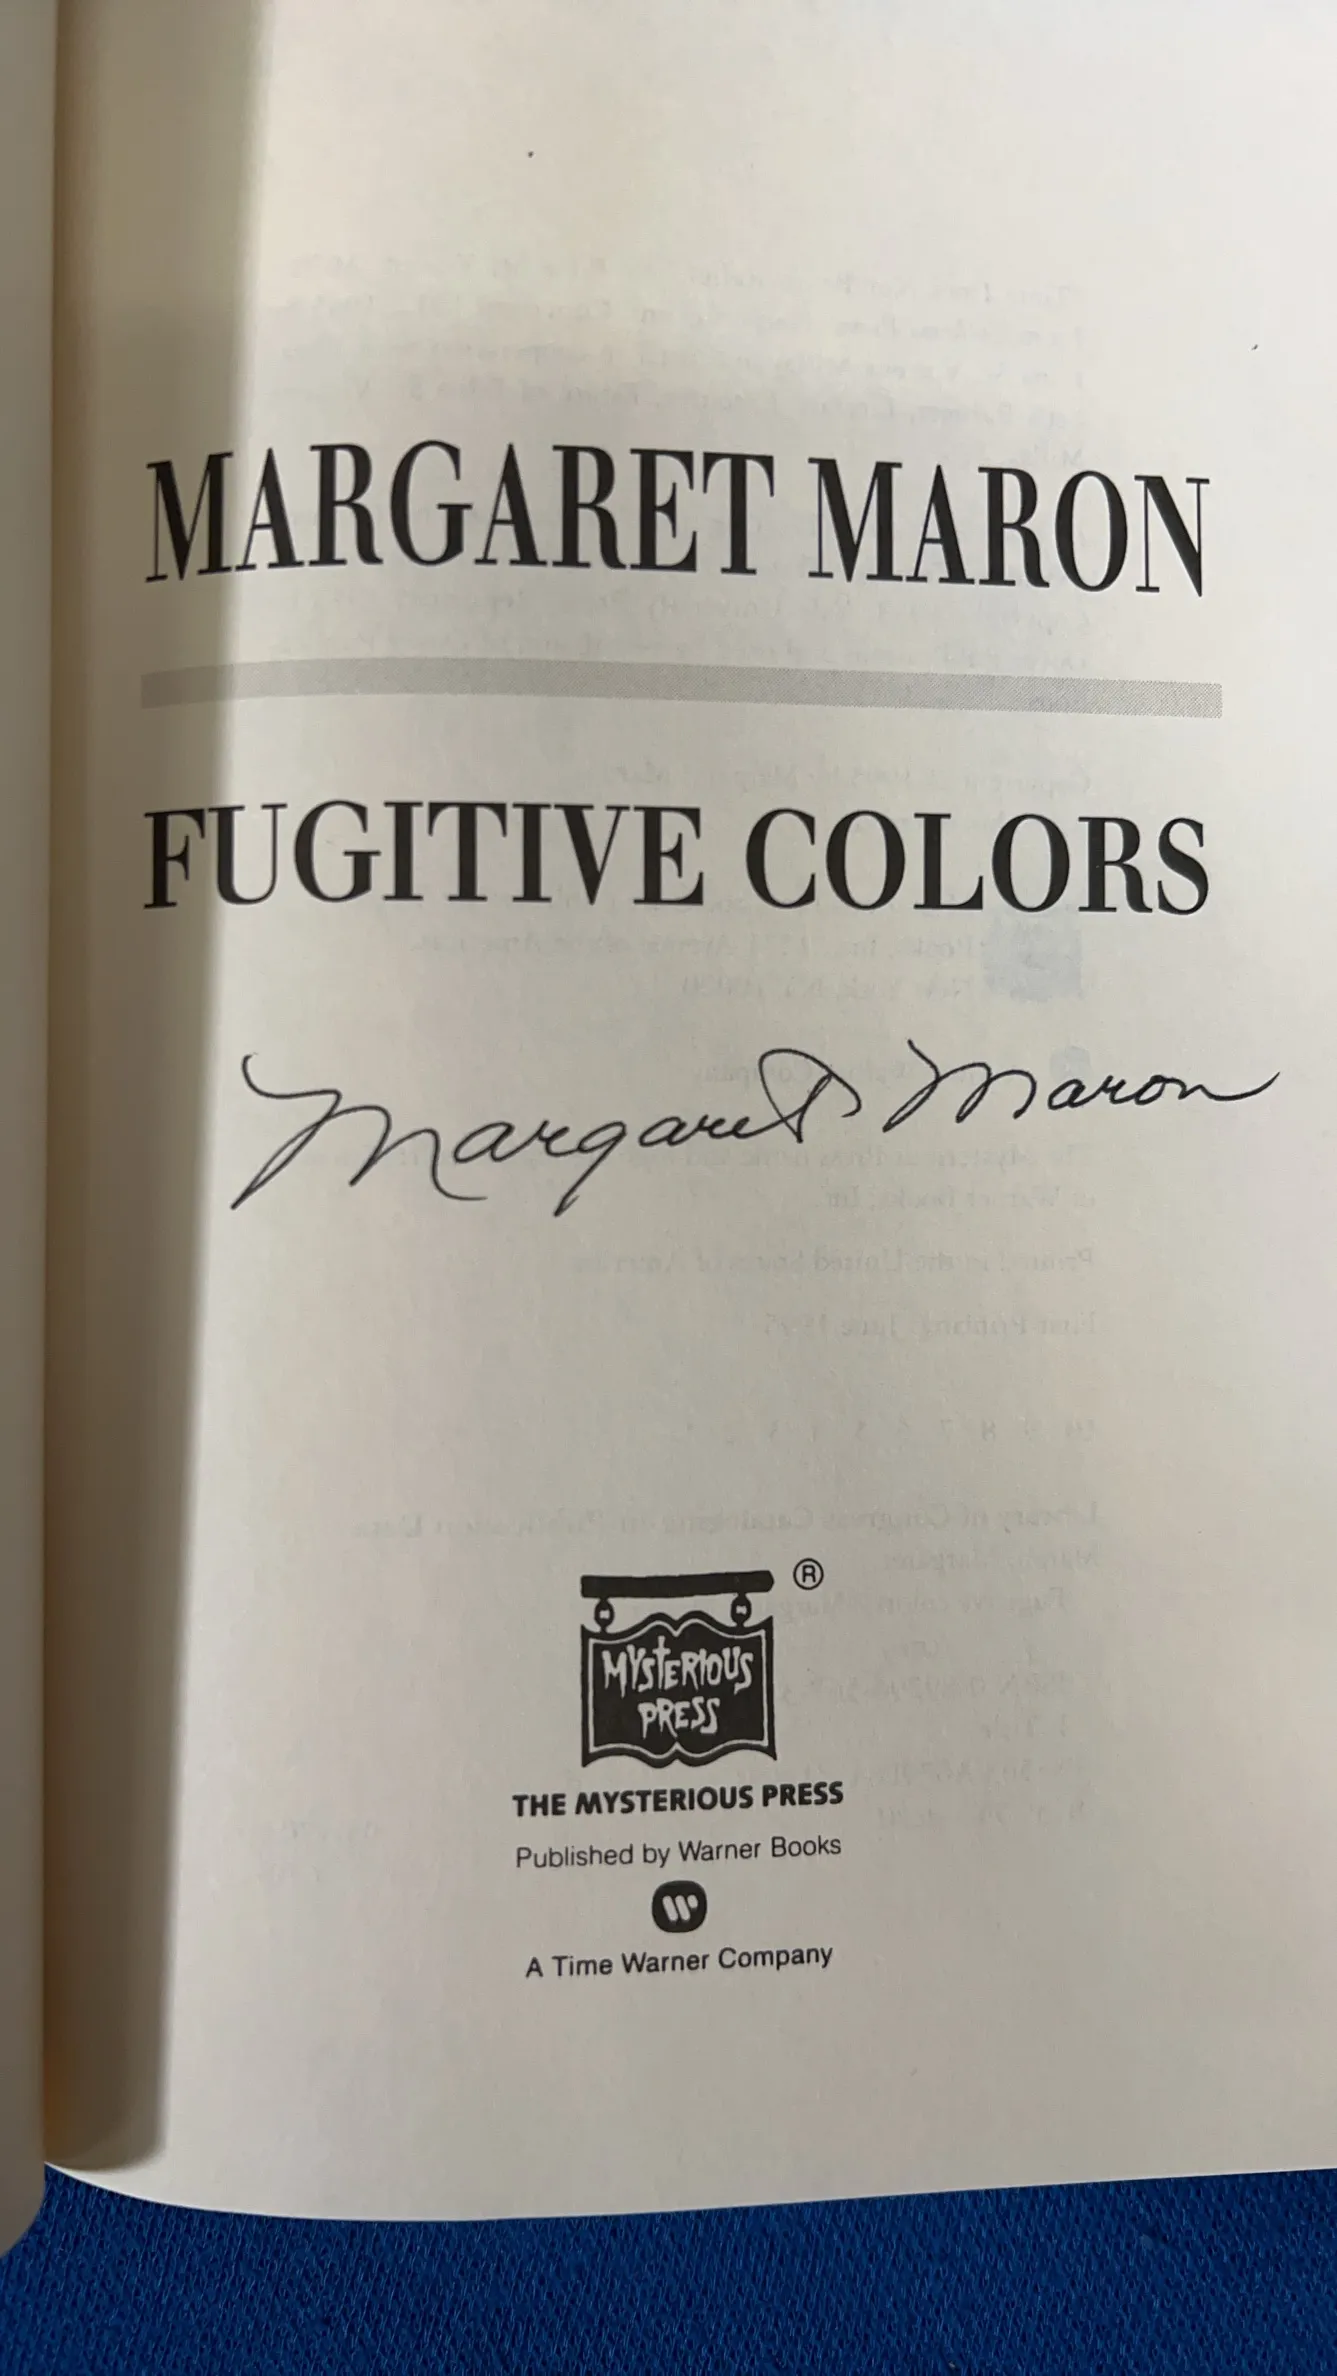 MARGARET MARON
FUGITIVE COLORS
Margaret Maron
®
MYSTERIOUS
PRESS
THE MYSTERIOUS PRESS
Published by Warner Books
A Time Warner Company